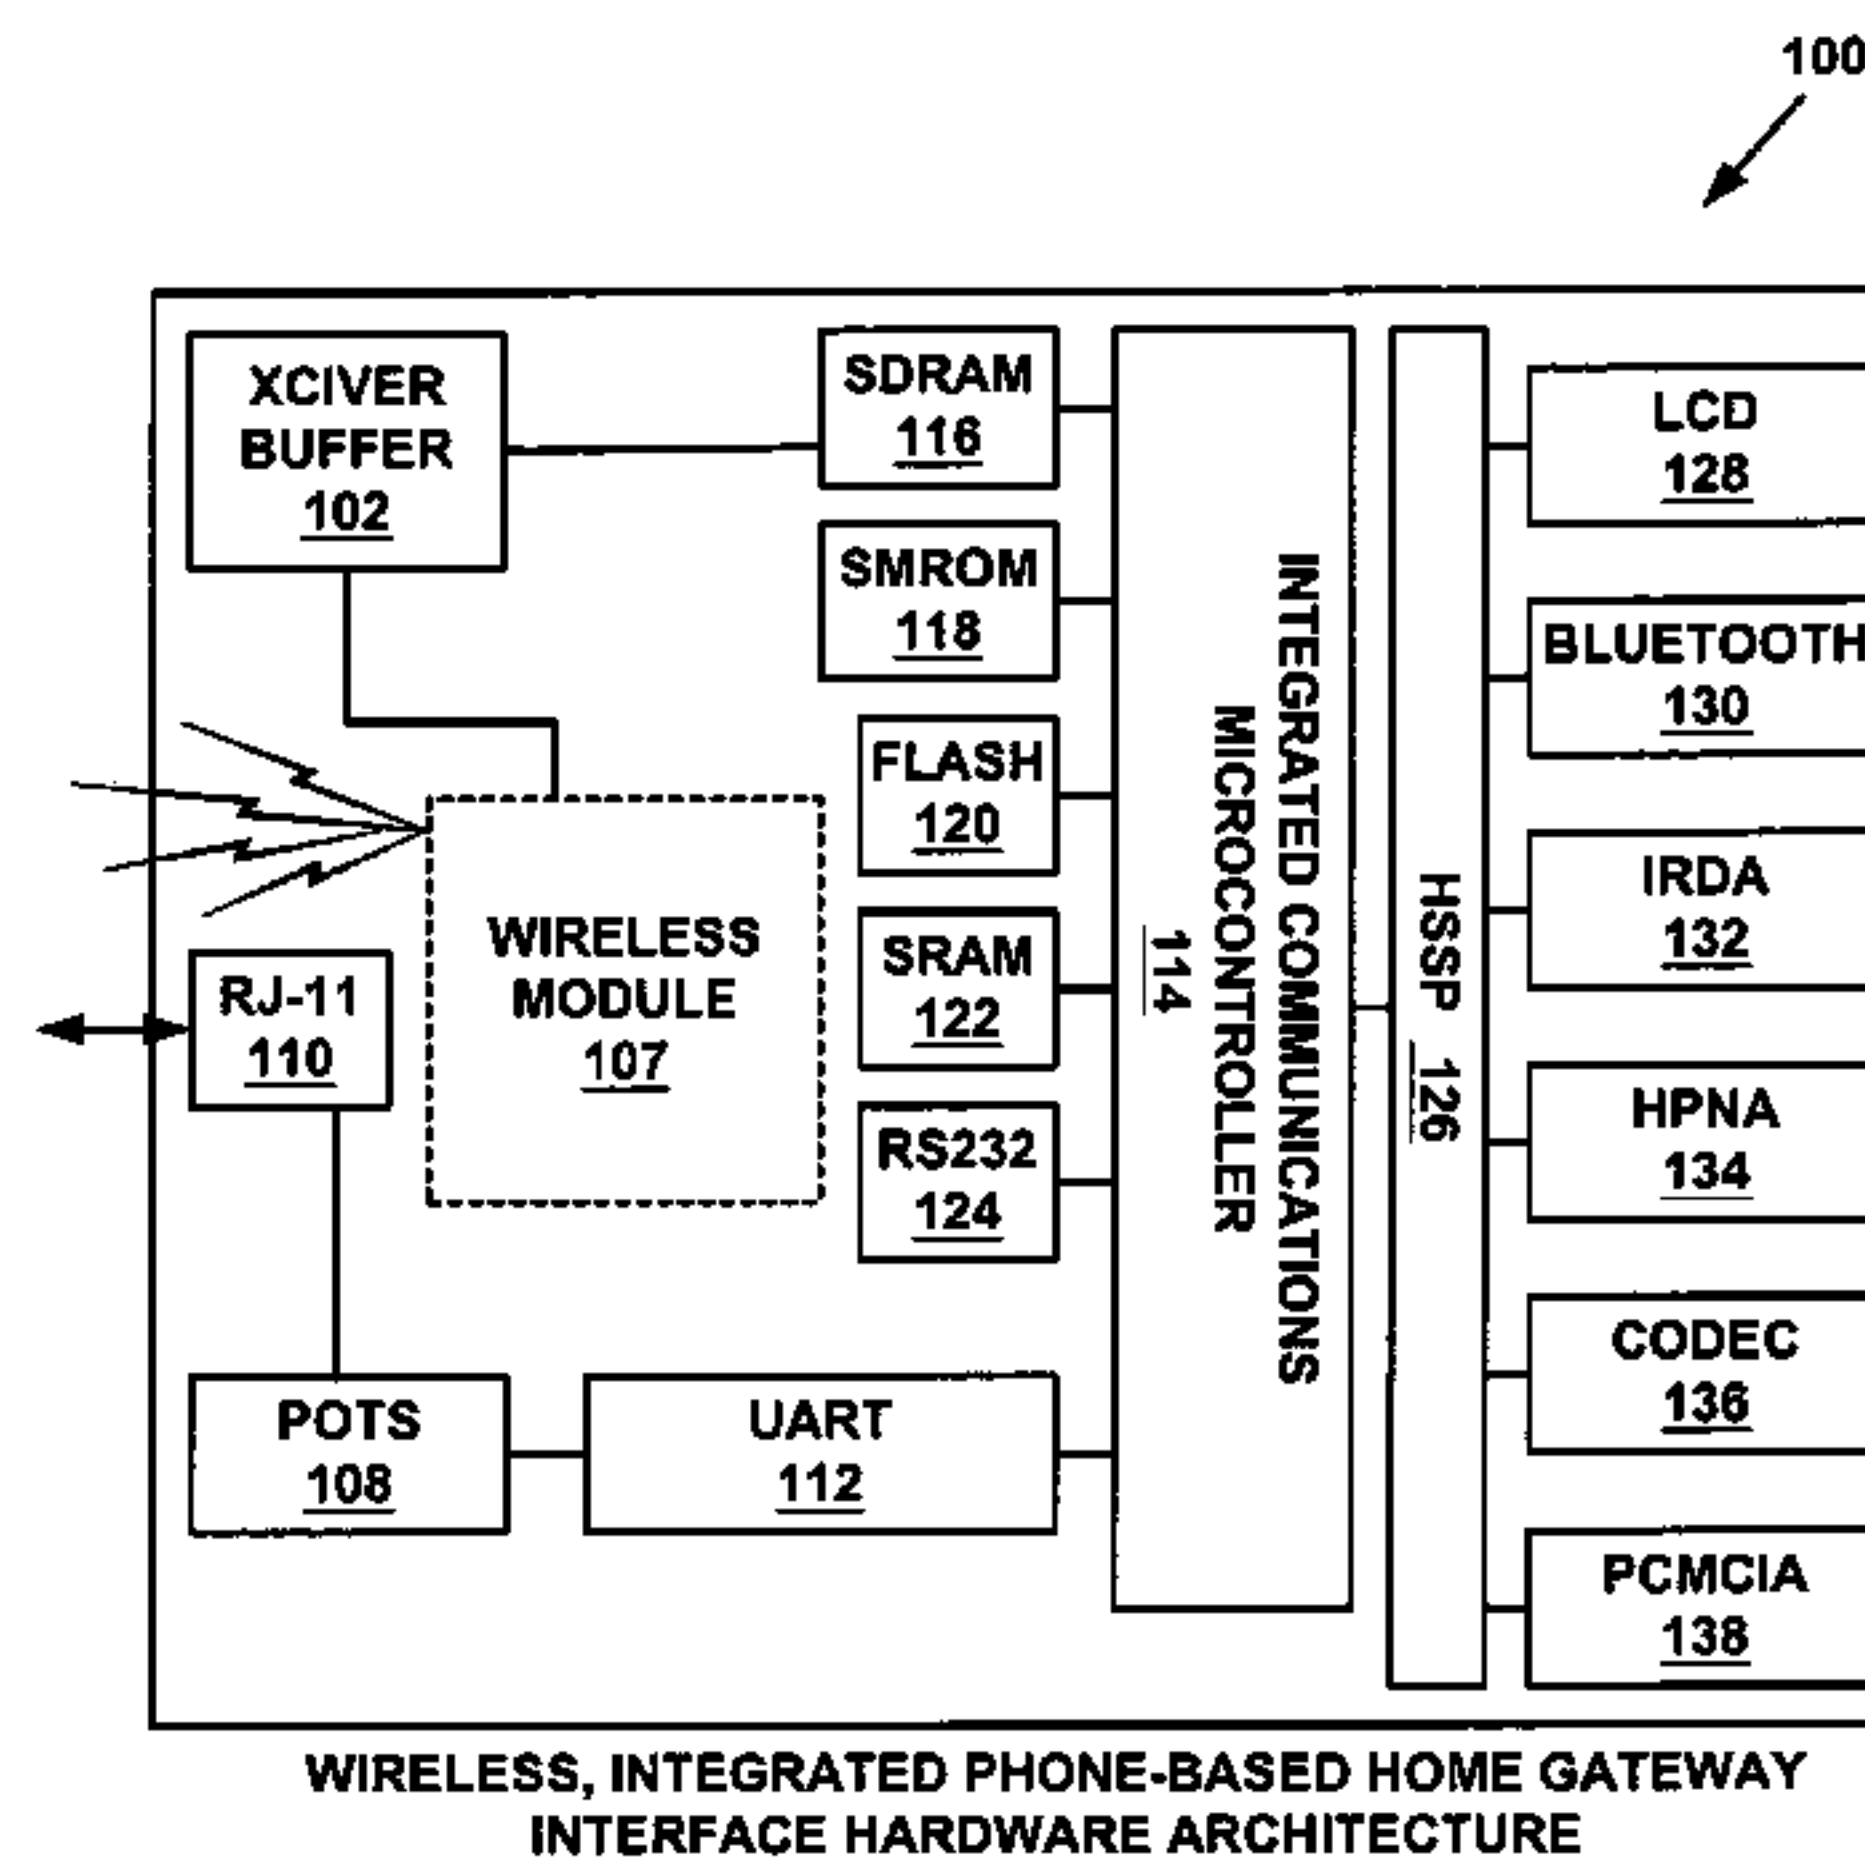 100
XCIVER
BUFFER
102
SDRAM
116
SMROM
118
FLASH
120
SRAM
122
RS232
124
WIRELESS
MODULE
107
RJ-11
110
POTS
108
UART
112
INTEGRATED COMMUNICATIONS
MICROCONTROLLER
114
HSSP 126
LCD
128
BLUETOOTH
130
IRDA
132
HPNA
134
CODEC
136
PCMCIA
138
WIRELESS, INTEGRATED PHONE-BASED HOME GATEWAY
INTERFACE HARDWARE ARCHITECTURE